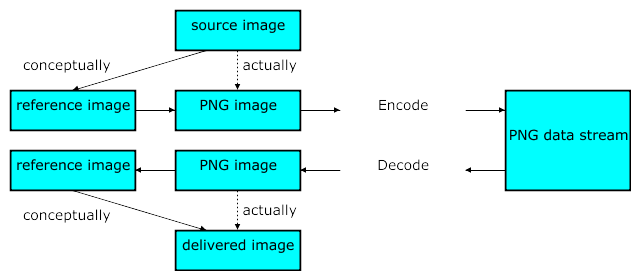 source image
conceptually
actually
reference image
PNG image
Encode
PNG data stream
reference image
PNG image
Decode
conceptually
actually
delivered image